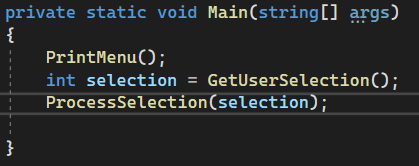 private static void Main(string[] args)
{
PrintMenu();
int selection = GetUserSelection();
ProcessSelection(selection);
}